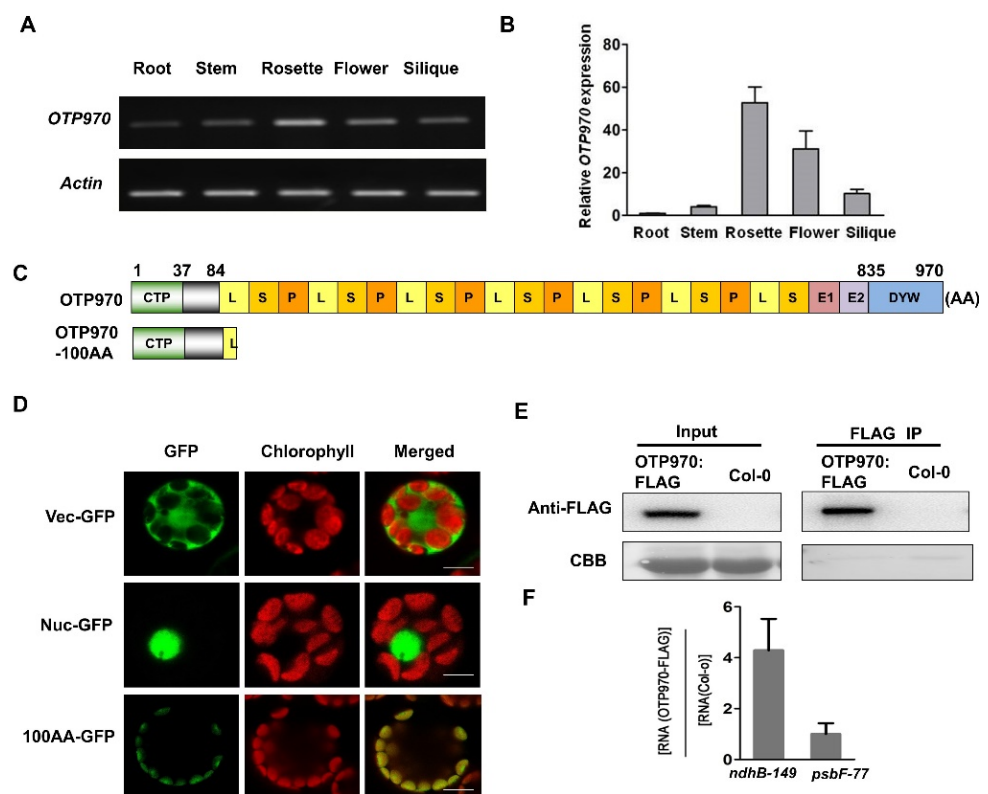 A
Root Stem Rosette Flower Silique
OTP970
Actin
B
Relative OTP970 expression
80
60
40
20
0
Root Stem Rosette Flower Silique
C
1 37 84 835 970
OTP970 CTP L S P L S P L S P L S P L S P L S P L S E1 E2 DYW (AA)
OTP970
-100AA CTP L
D
GFP Chlorophyll Merged
Vec-GFP
Nuc-GFP
100AA-GFP
E
Input FLAG IP
OTP970:
FLAG Col-0 OTP970:
FLAG Col-0
Anti-FLAG
CBB
F
[RNA (OTP970-FLAG)]
[RNA(Col-o)]
6
4
2
0
ndhB-149 psbF-77